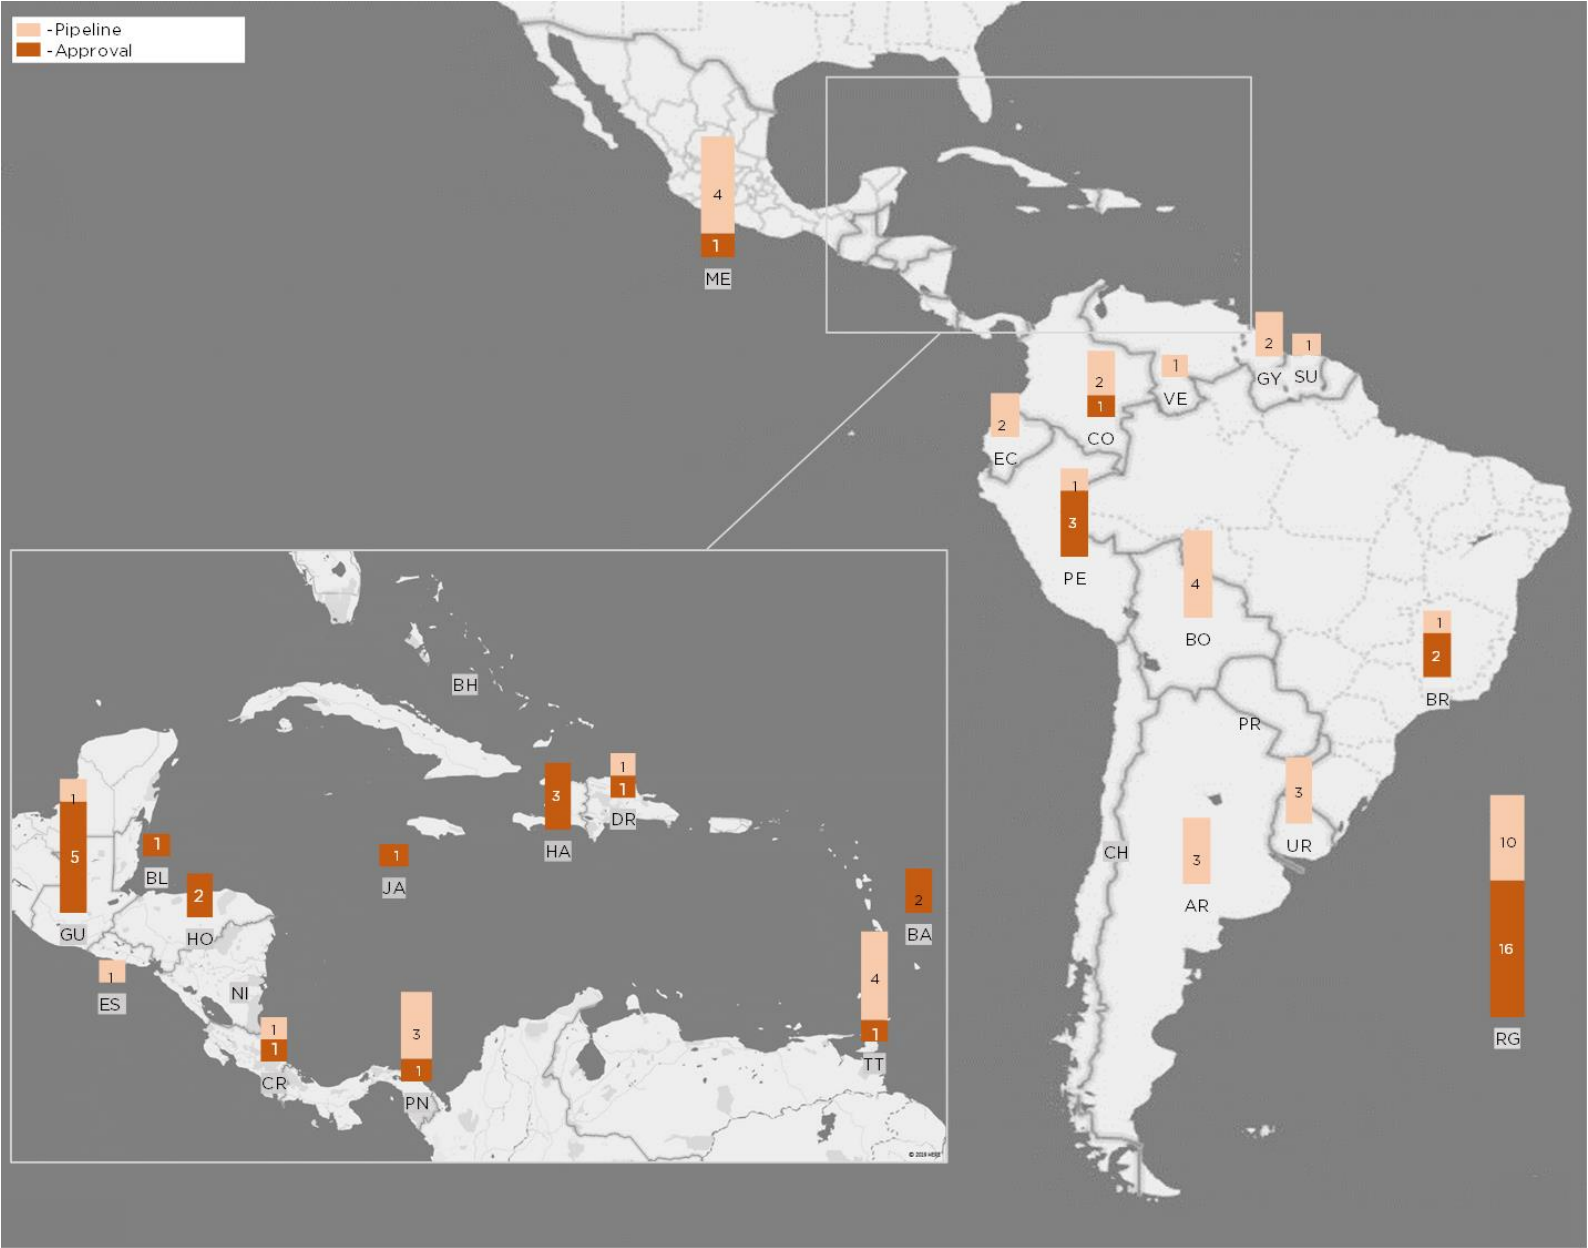 -Pipeline
-Approval
4
1
ME
2
GY
1
SU
2
1
CO
1
VE
2
EC
1
3
PE
4
BO
1
2
BR
PR
3
UR
CH
3
AR
10
16
RG
BH
1
5
GU
1
BL
2
HO
1
ES
NI
1
1
CR
1
JA
3
HA
1
1
DR
3
1
PN
2
BA
4
1
TT